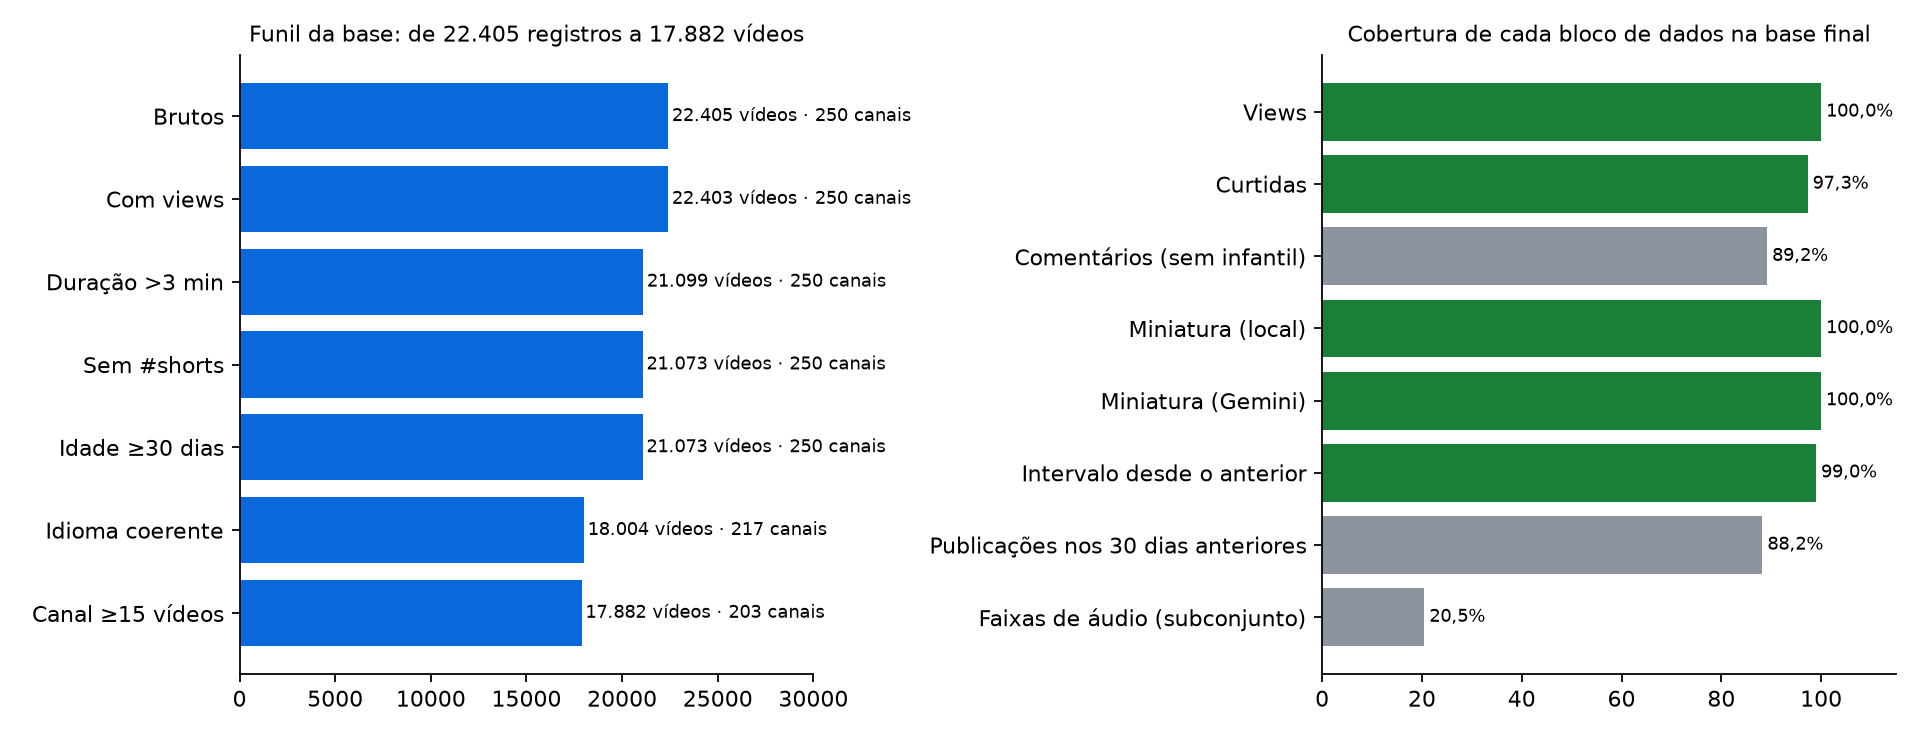 Funil da base: de 22.405 registros a 17.882 vídeos
Brutos
22.405 vídeos · 250 canais
Com views
22.403 vídeos · 250 canais
Duração >3 min
21.099 vídeos · 250 canais
Sem #shorts
21.073 vídeos · 250 canais
Idade ≥30 dias
21.073 vídeos · 250 canais
Idioma coerente
18.004 vídeos · 217 canais
Canal ≥15 vídeos
17.882 vídeos · 203 canais
0 5000 10000 15000 20000 25000 30000
Cobertura de cada bloco de dados na base final
Views
100,0%
Curtidas
97,3%
Comentários (sem infantil)
89,2%
Miniatura (local)
100,0%
Miniatura (Gemini)
100,0%
Intervalo desde o anterior
99,0%
Publicações nos 30 dias anteriores
88,2%
Faixas de áudio (subconjunto)
20,5%
0 20 40 60 80 100